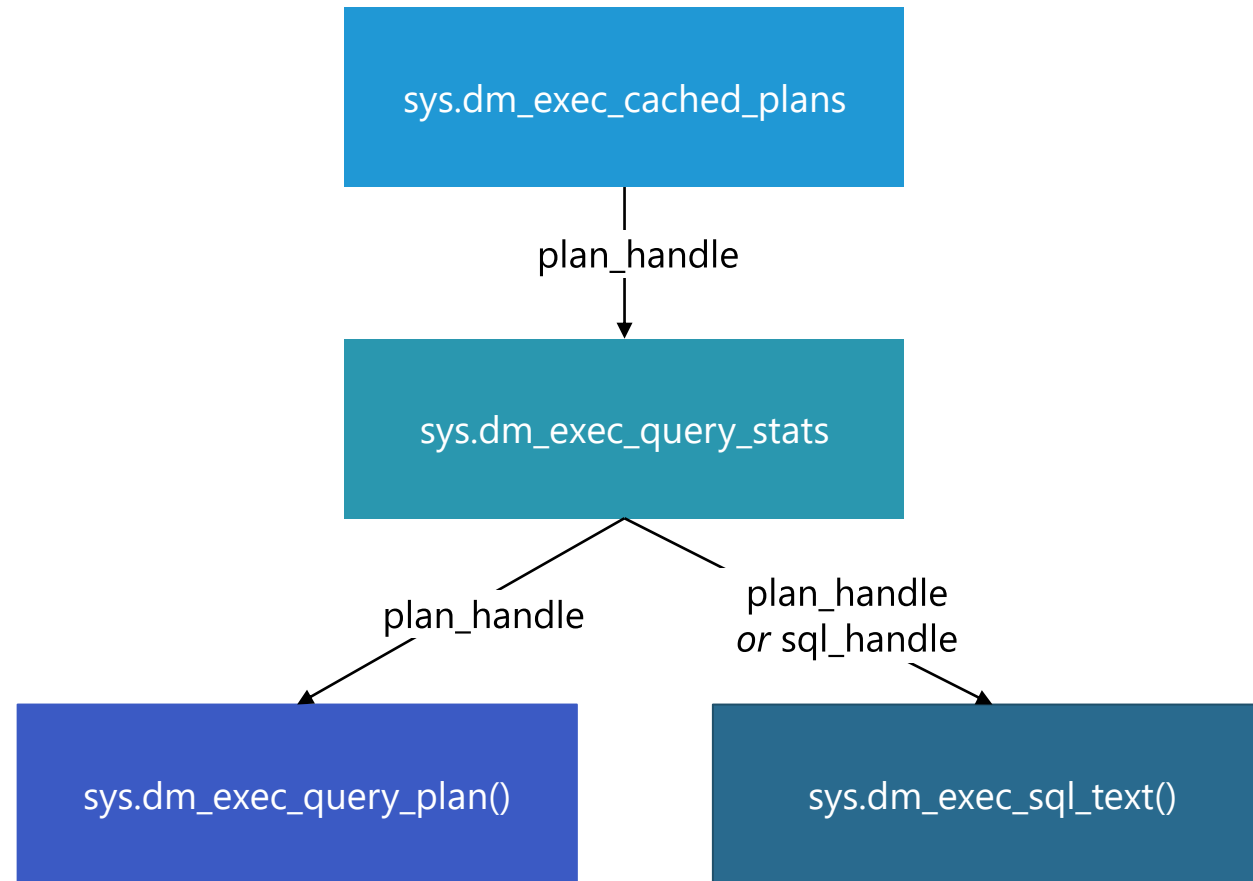 sys.dm_exec_cached_plans
plan_handle
sys.dm_exec_query_stats
plan_handle
plan_handle
or sql_handle
sys.dm_exec_query_plan()
sys.dm_exec_sql_text()